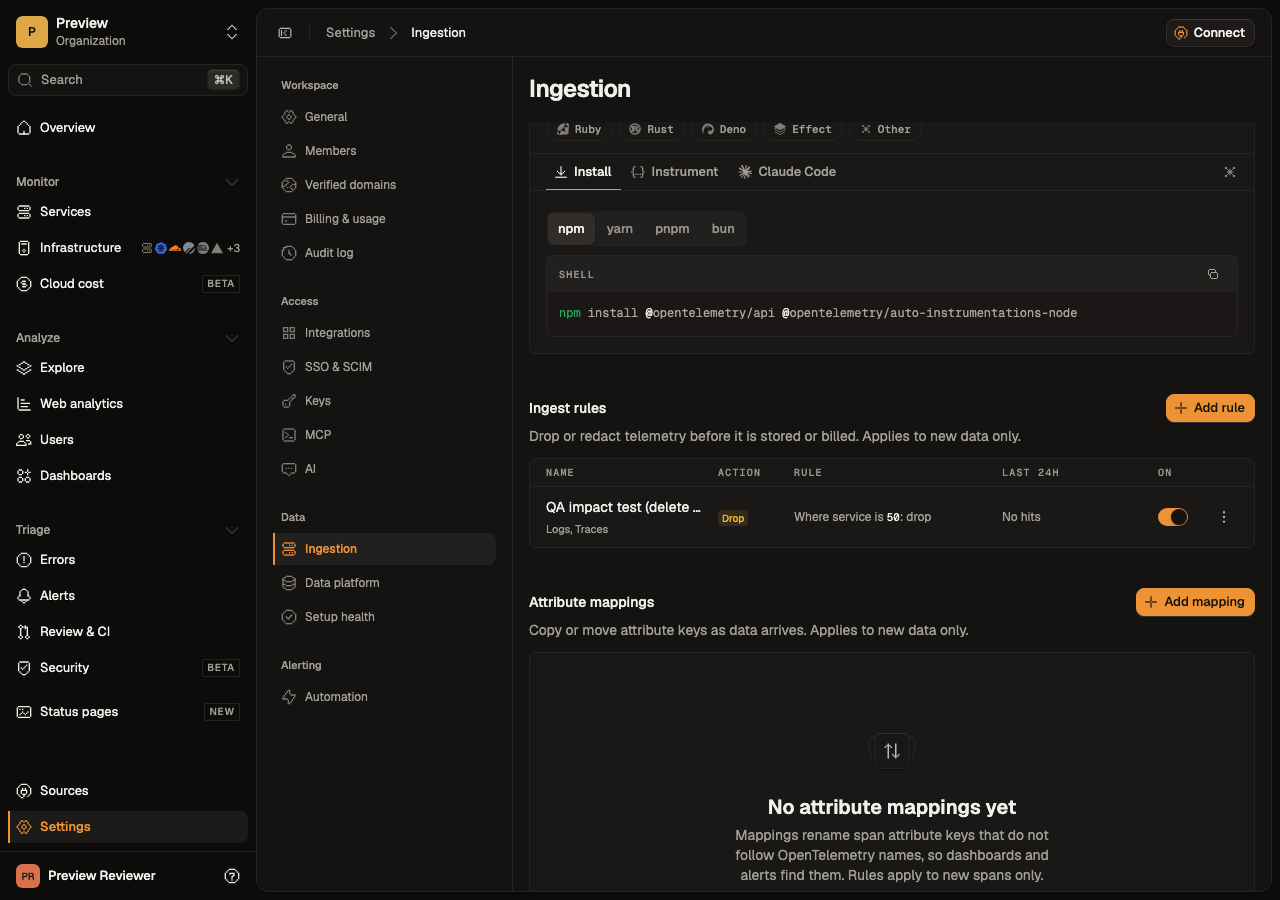 P
Preview
Organization
Search
⌘K
Overview
Monitor
Services
Infrastructure
+3
Cloud cost
BETA
Analyze
Explore
Web analytics
Users
Dashboards
Triage
Errors
Alerts
Review & CI
Security
BETA
Status pages
NEW
Sources
Settings
PR
Preview Reviewer
Settings
Ingestion
Connect
Workspace
General
Members
Verified domains
Billing & usage
Audit log
Access
Integrations
SSO & SCIM
Keys
MCP
AI
Data
Ingestion
Data platform
Setup health
Alerting
Automation
Ingestion
Ruby Rust Deno Effect Other
Install Instrument Claude Code
npm yarn pnpm bun
SHELL
npm install @opentelemetry/api @opentelemetry/auto-instrumentations-node
Ingest rules
Add rule
Drop or redact telemetry before it is stored or billed. Applies to new data only.
NAME ACTION RULE LAST 24H ON
QA impact test (delete ...
Logs, Traces
Drop
Where service is 50: drop
No hits
Attribute mappings
Add mapping
Copy or move attribute keys as data arrives. Applies to new data only.
No attribute mappings yet
Mappings rename span attribute keys that do not
follow OpenTelemetry names, so dashboards and
alerts find them. Rules apply to new spans only.